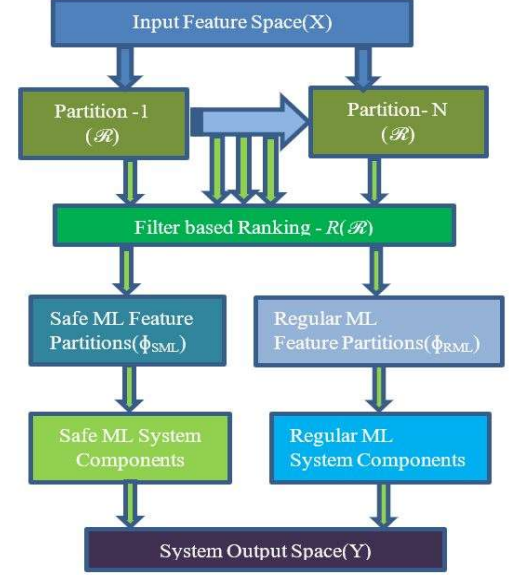 Input Feature Space(X)
Partition -1
(ℛ)
Partition- N
(ℛ)
Filter based Ranking - R(ℛ)
Safe ML Feature
Partitions(ϕSML)
Regular ML
Feature Partitions(ϕRML)
Safe ML System
Components
Regular ML
System Components
System Output Space(Y)